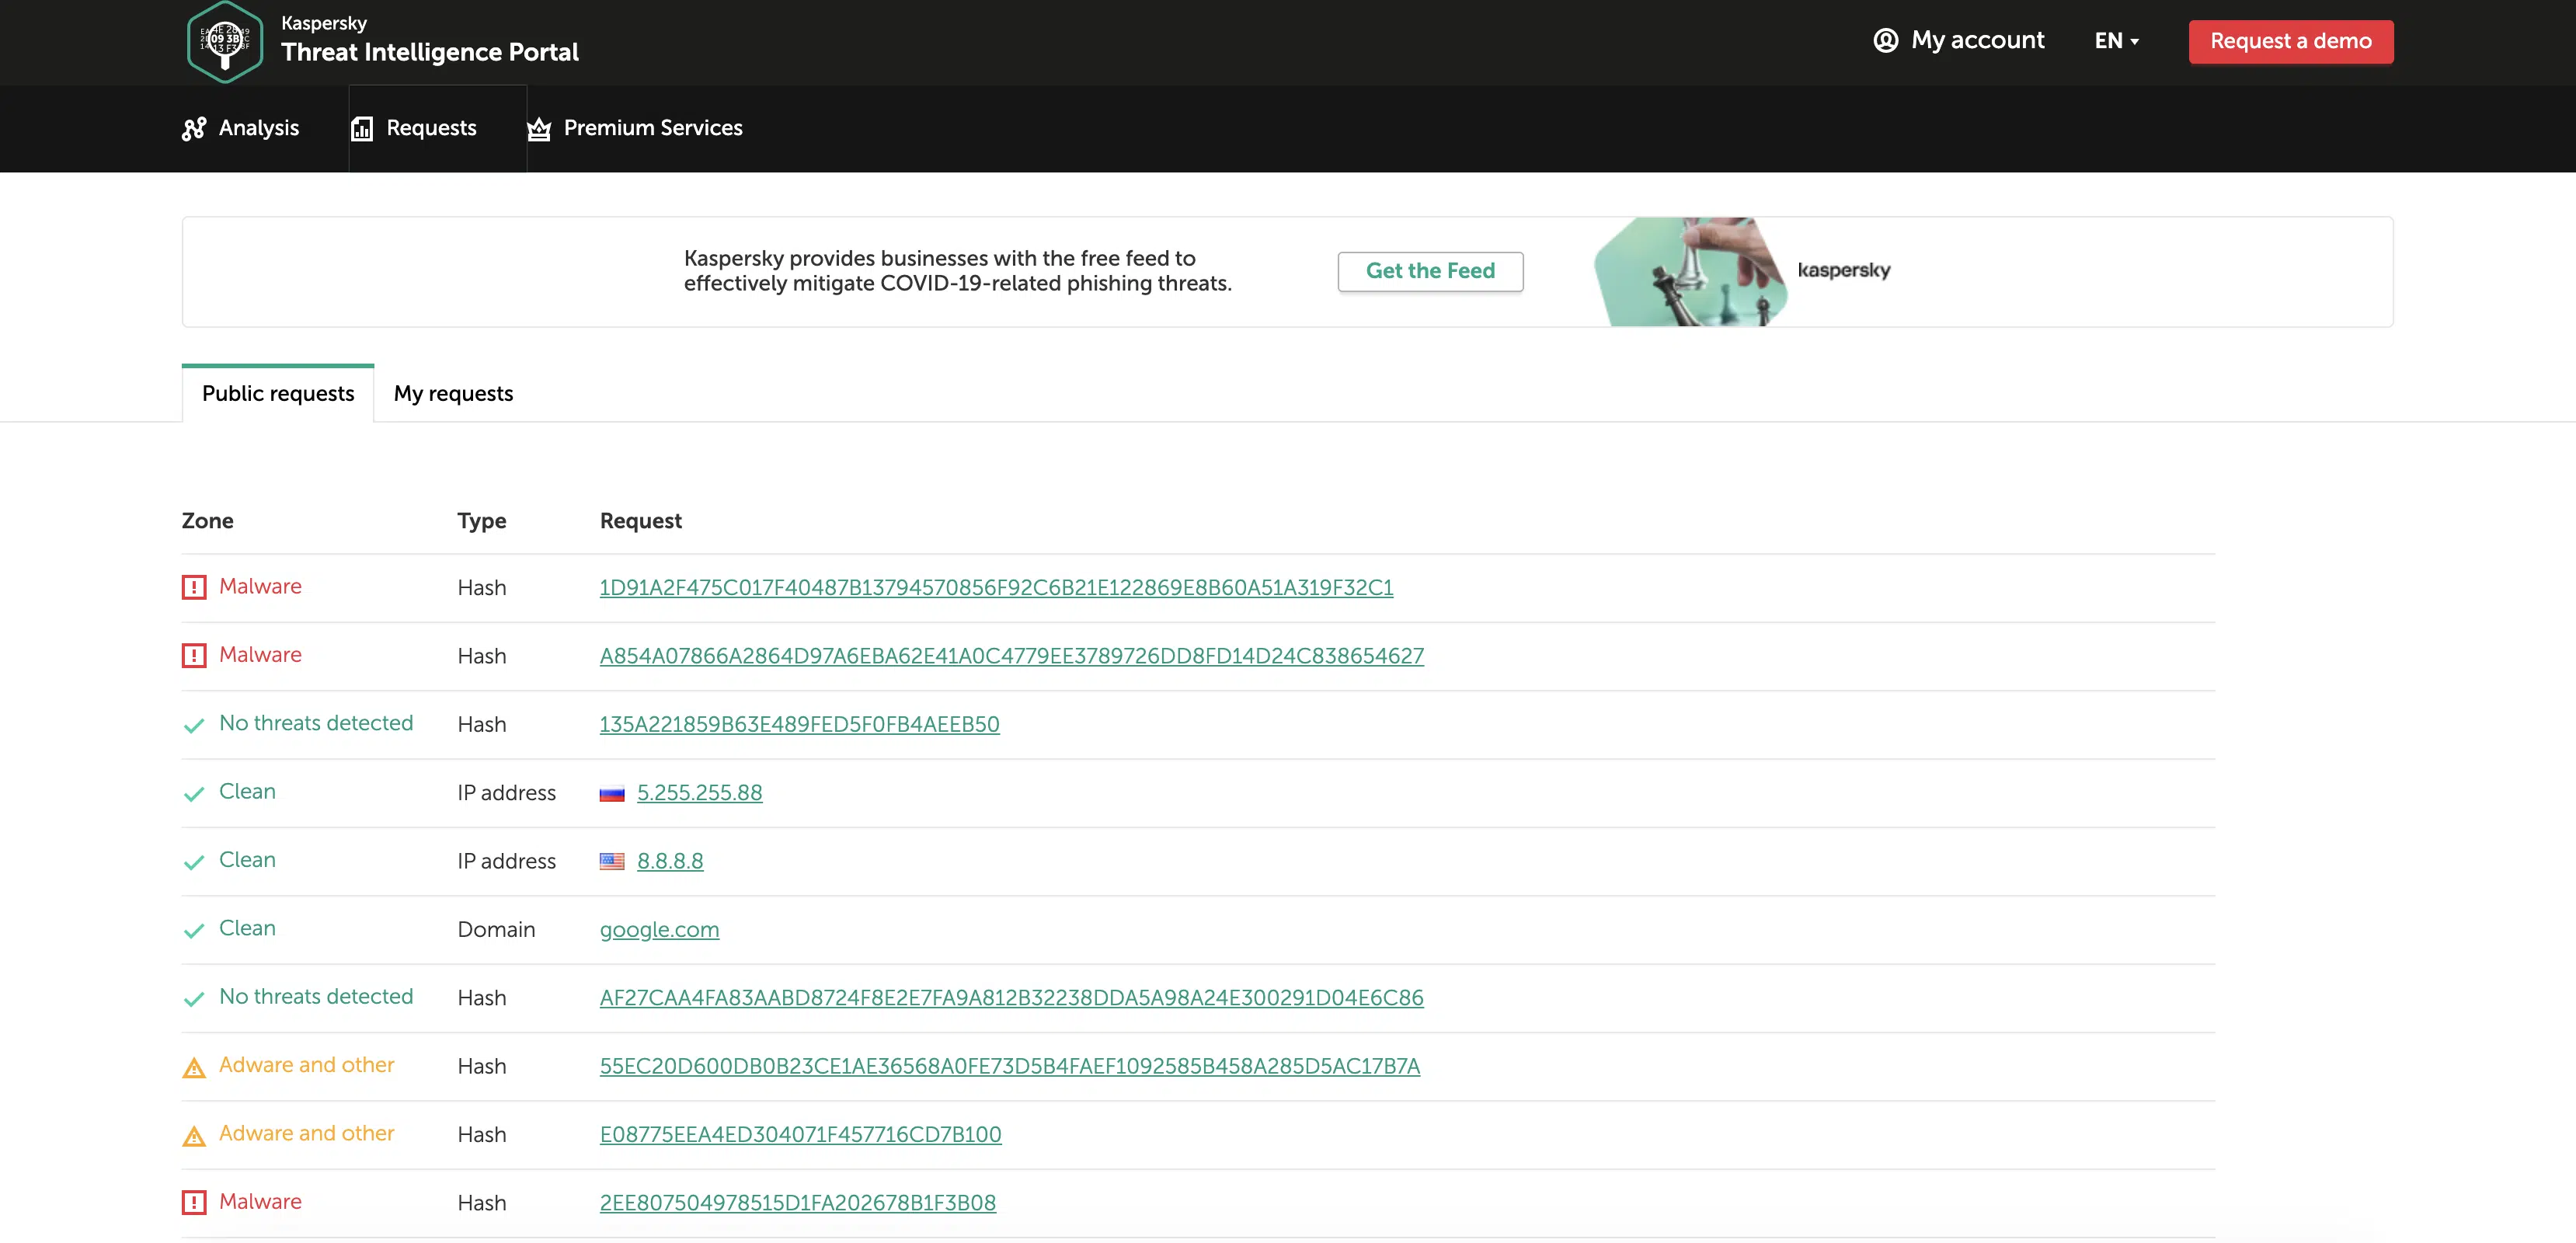 Kaspersky
Threat Intelligence Portal
My account
EN
Request a demo
Analysis
Requests
Premium Services
Kaspersky provides businesses with the free feed to
effectively mitigate COVID-19-related phishing threats.
Get the Feed
kaspersky
Public requests
My requests
Zone Type Request
Malware Hash 1D91A2F475C017F40487B13794570856F92C6B21E122869E8B60A51A319F32C1
Malware Hash A854A07866A2864D97A6EBA62E41A0C4779EE3789726DD8FD14D24C838654627
No threats detected Hash 135A221859B63E489FED5F0FB4AEEB50
Clean IP address 5.255.255.88
Clean IP address 8.8.8.8
Clean Domain google.com
No threats detected Hash AF27CAA4FA83AABD8724F8E2E7FA9A812B32238DDA5A98A24E300291D04E6C86
Adware and other Hash 55EC20D600DB0B23CE1AE36568A0FE73D5B4FAEF1092585B458A285D5AC17B7A
Adware and other Hash E08775EEA4ED304071F457716CD7B100
Malware Hash 2EE807504978515D1FA202678B1F3B08